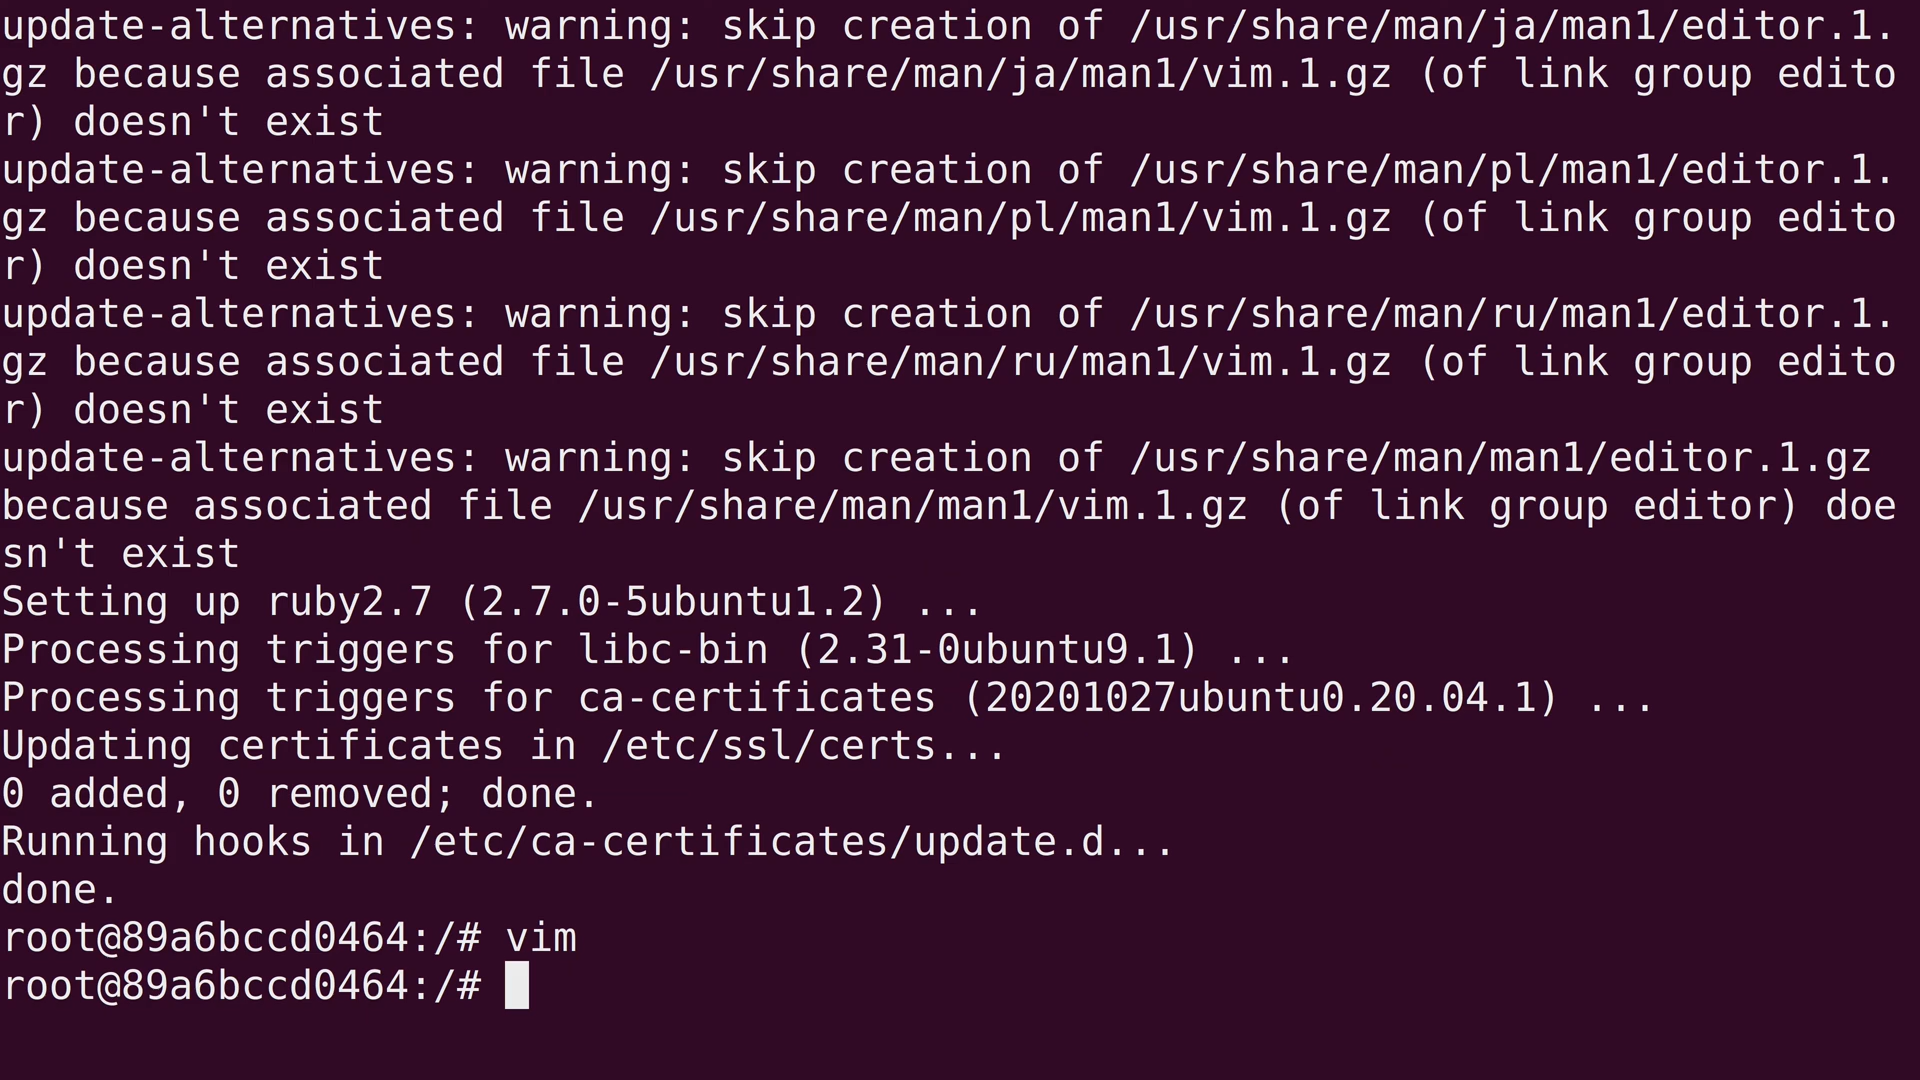 update-alternatives: warning: skip creation of /usr/share/man/ja/man1/editor.1.
gz because associated file /usr/share/man/ja/man1/vim.1.gz (of link group edito
r) doesn't exist
update-alternatives: warning: skip creation of /usr/share/man/pl/man1/editor.1.
gz because associated file /usr/share/man/pl/man1/vim.1.gz (of link group edito
r) doesn't exist
update-alternatives: warning: skip creation of /usr/share/man/ru/man1/editor.1.
gz because associated file /usr/share/man/ru/man1/vim.1.gz (of link group edito
r) doesn't exist
update-alternatives: warning: skip creation of /usr/share/man/man1/editor.1.gz
because associated file /usr/share/man/man1/vim.1.gz (of link group editor) doe
sn't exist
Setting up ruby2.7 (2.7.0-5ubuntu1.2) ...
Processing triggers for libc-bin (2.31-0ubuntu9.1) ...
Processing triggers for ca-certificates (20201027ubuntu0.20.04.1) ...
Updating certificates in /etc/ssl/certs...
0 added, 0 removed; done.
Running hooks in /etc/ca-certificates/update.d...
done.
root@89a6bccd0464:/# vim
root@89a6bccd0464:/#